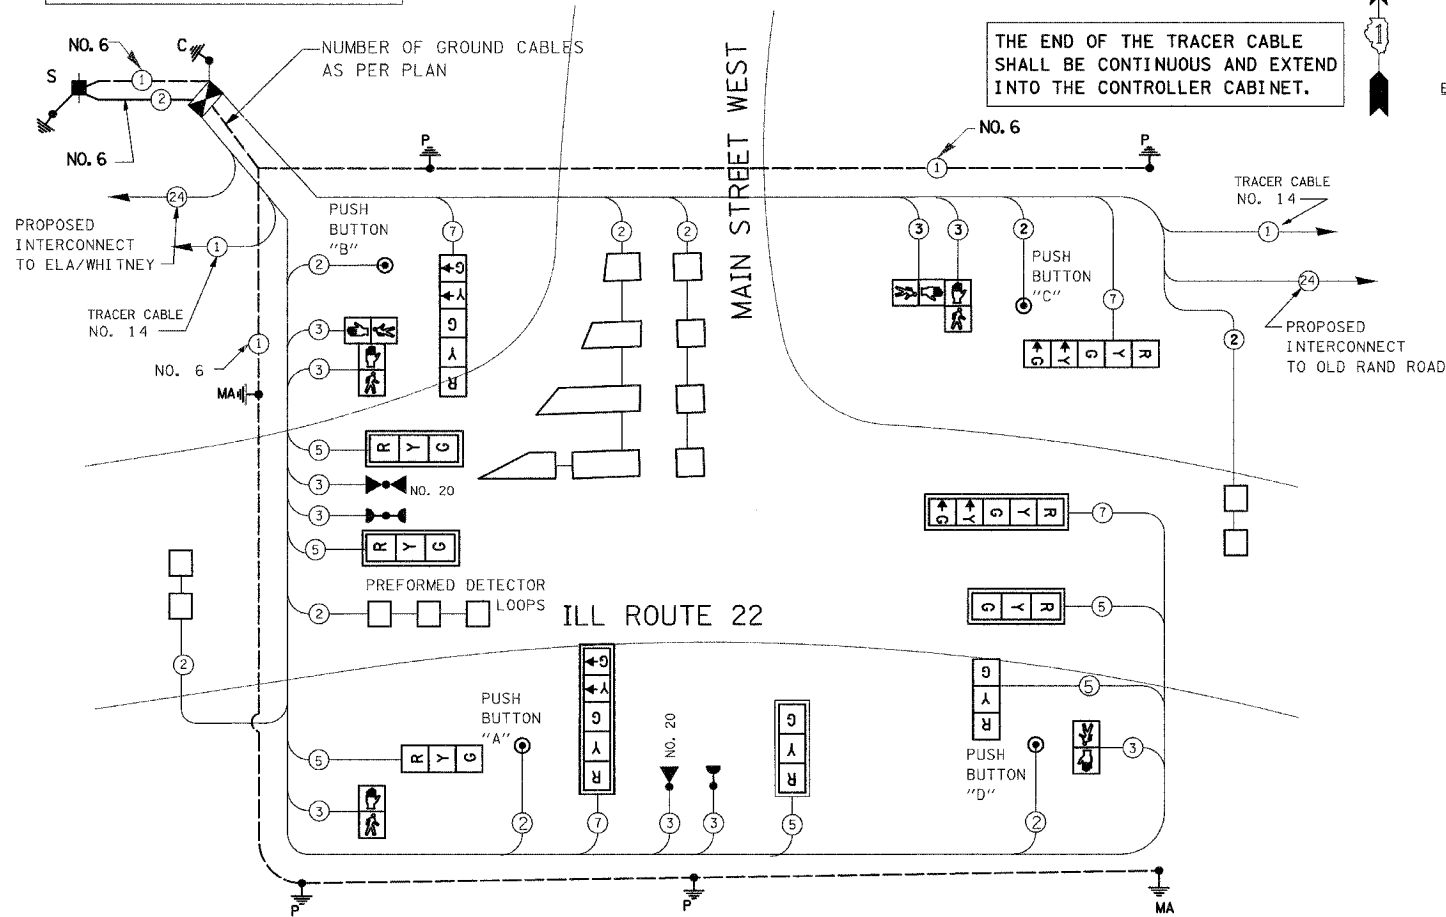 NO. 6
C
NUMBER OF GROUND CABLES
AS PER PLAN
S
1
2
NO. 6
MAIN STREET WEST
THE END OF THE TRACER CABLE
SHALL BE CONTINUOUS AND EXTEND
INTO THE CONTROLLER CABINET.
1
NO. 6
P
1
P
24
PROPOSED
INTERCONNECT
TO ELA/WHITNEY
1
TRACER CABLE
NO. 14
PUSH
BUTTON
"B"
2
7
2
2
3
3
2
PUSH
BUTTON
"C"
7
TRACER CABLE
NO. 14
1
24
PROPOSED
INTERCONNECT
TO OLD RAND ROAD
2
G
Y
G
Y
R
3
3
NO. 6
1
MA
G Y G Y R
5
R Y G
3
NO. 20
3
5
R Y G
G Y G Y R
7
PREFORMED DETECTOR
LOOPS
2
ILL ROUTE 22
G Y R
5
2
PUSH
BUTTON
"A"
G
Y
G
Y
R
NO. 20
G
Y
R
G
Y
R
5
PUSH
BUTTON
"D"
3
5
R Y G
3
2
7
3
3
5
2
P
P
MA